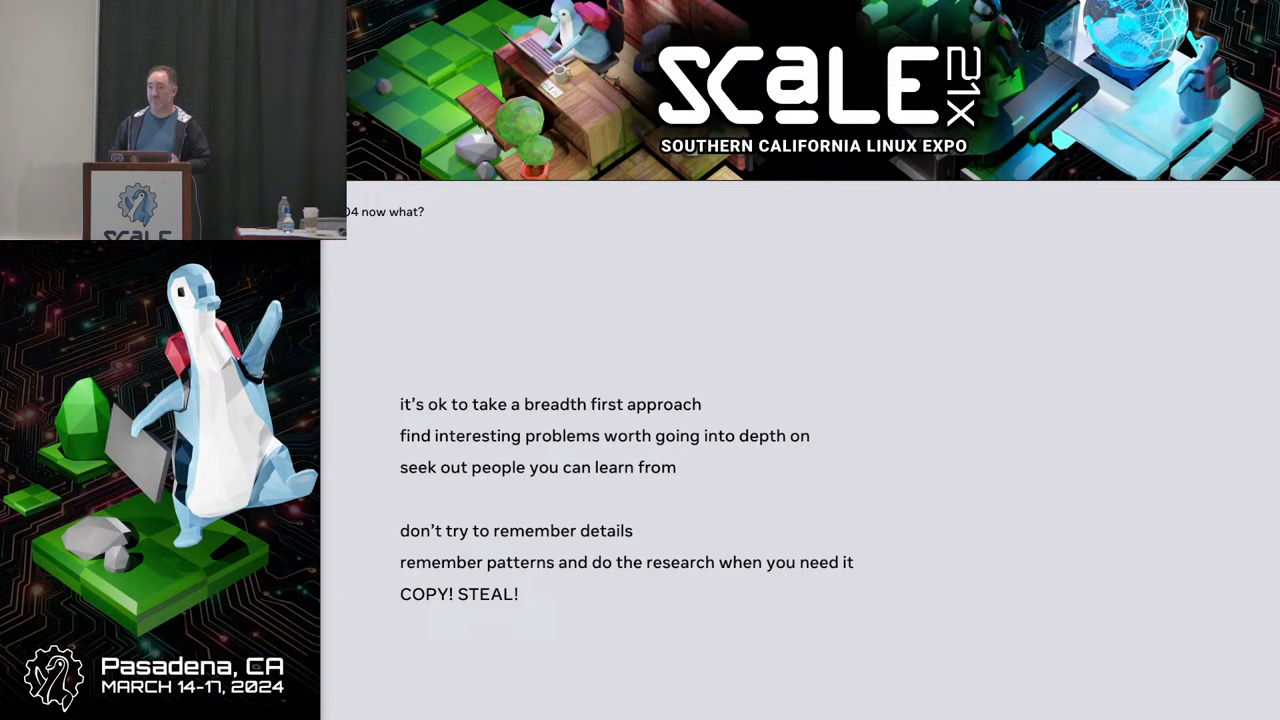 SCaLE 21X
SOUTHERN CALIFORNIA LINUX EXPO
04 now what?
it’s ok to take a breadth first approach
find interesting problems worth going into depth on
seek out people you can learn from
don’t try to remember details
remember patterns and do the research when you need it
COPY! STEAL!
SCaLE
Pasadena, CA
MARCH 14-17, 2024